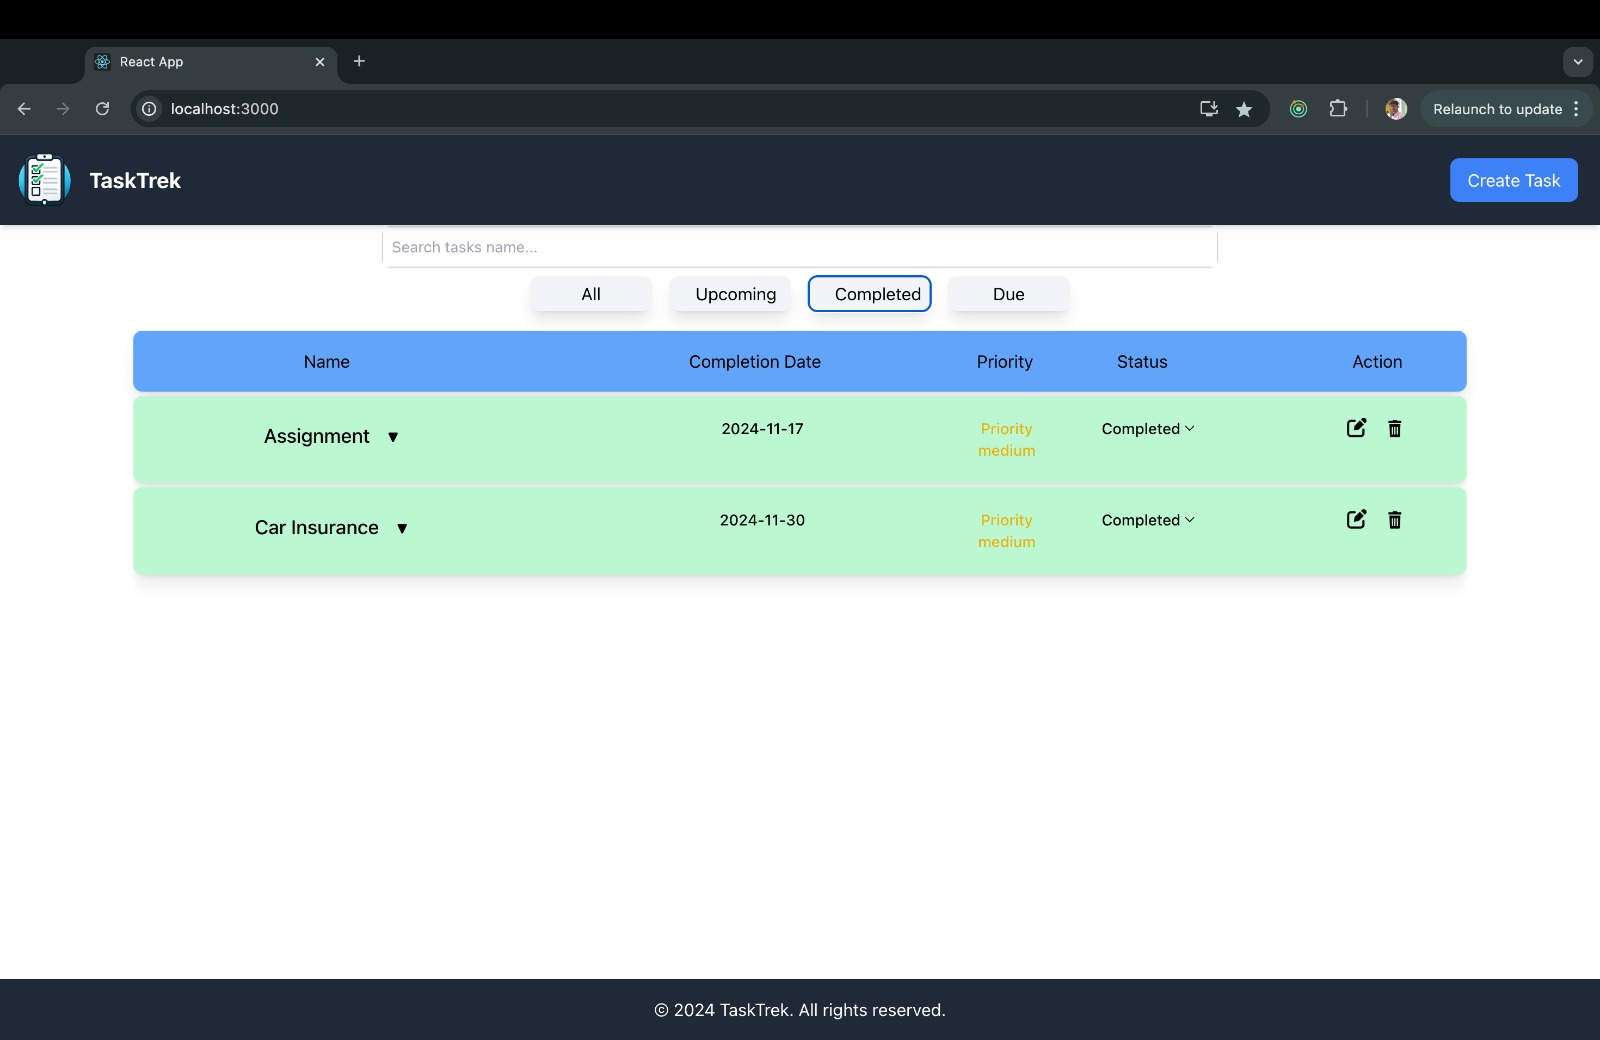 React App
localhost:3000
Relaunch to update
TaskTrek
Create Task
Search tasks name...
All Upcoming Completed Due
Name Completion Date Priority Status Action
Assignment ▼ 2024-11-17 Priority medium Completed
Car Insurance ▼ 2024-11-30 Priority medium Completed
© 2024 TaskTrek. All rights reserved.